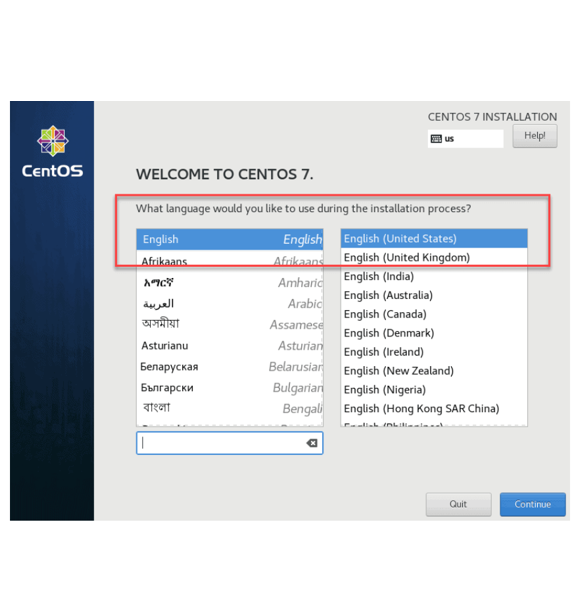 CENTOS 7 INSTALLATION
us
Help!
CentOS
WELCOME TO CENTOS 7.
What language would you like to use during the installation process?
English English
Afrikaans Afrikaans
አማርኛ Amharic
العربية Arabic
অসমীয়া Assamese
Asturianu Asturian
Беларуская Belarusian
Български Bulgarian
বাংলা Bengali
English (United States)
English (United Kingdom)
English (India)
English (Australia)
English (Canada)
English (Denmark)
English (Ireland)
English (New Zealand)
English (Nigeria)
English (Hong Kong SAR China)
English (Philippines)
Quit
Continue